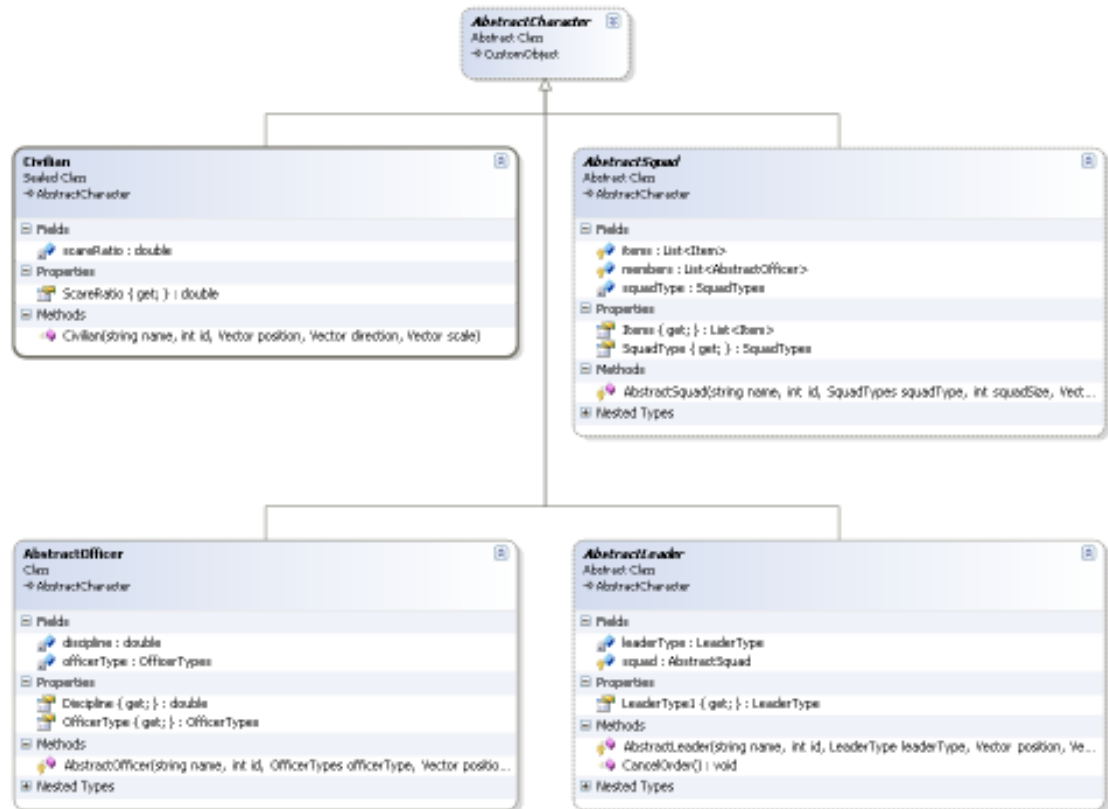 AbstractCharacter
Abstract Class
CustomObject
Civilian
Sealed Class
AbstractCharacter
Fields
scareRatio : double
Properties
ScareRatio { get; } : double
Methods
Civilian(string name, int id, Vector position, Vector direction, Vector scale)
AbstractSquad
Abstract Class
AbstractCharacter
Fields
items : List<Item>
members : List<AbstractOfficer>
squadType : SquadTypes
Properties
Items { get; } : List<Item>
SquadType { get; } : SquadTypes
Methods
AbstractSquad(string name, int id, SquadTypes squadType, int squadSize, Vect...
Nested Types
AbstractOfficer
Class
AbstractCharacter
Fields
discipline : double
officerType : OfficerTypes
Properties
Discipline { get; } : double
OfficerType { get; } : OfficerTypes
Methods
AbstractOfficer(string name, int id, OfficerTypes officerType, Vector positio...
Nested Types
AbstractLeader
Abstract Class
AbstractCharacter
Fields
leaderType : LeaderType
squad : AbstractSquad
Properties
LeaderType1 { get; } : LeaderType
Methods
AbstractLeader(string name, int id, LeaderType leaderType, Vector position, Ve...
CancelOrder() : void
Nested Types